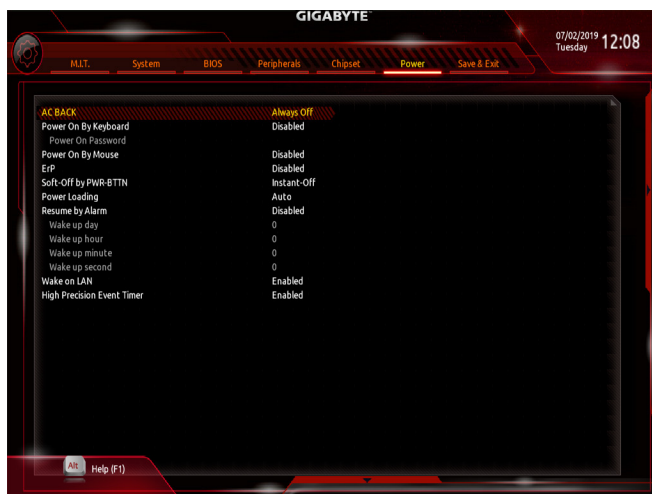 GIGABYTE™
07/02/2019 12:08
Tuesday
M.I.T. System BIOS Peripherals Chipset Power Save & Exit
AC BACK Always Off
Power On By Keyboard Disabled
Power On Password
Power On By Mouse Disabled
ErP Disabled
Soft-Off by PWR-BTTN Instant-Off
Power Loading Auto
Resume by Alarm Disabled
Wake up day 0
Wake up hour 0
Wake up minute 0
Wake up second 0
Wake on LAN Enabled
High Precision Event Timer Enabled
Alt Help (F1)